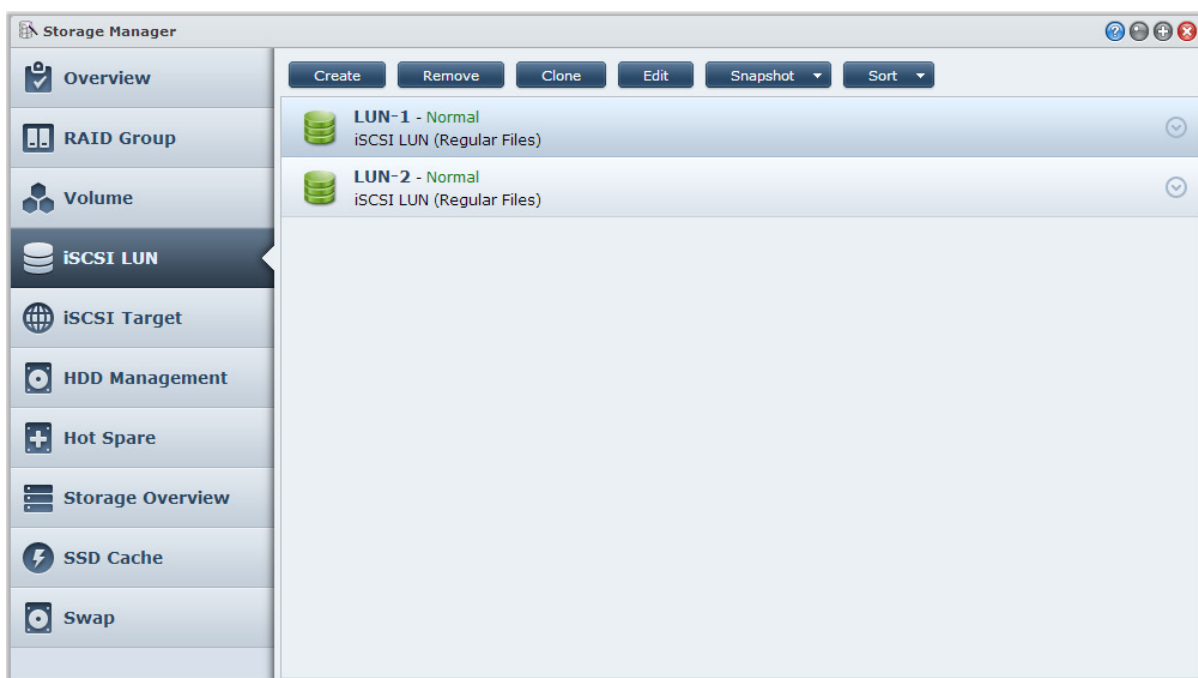 Storage Manager
Overview
RAID Group
Volume
iSCSI LUN
iSCSI Target
HDD Management
Hot Spare
Storage Overview
SSD Cache
Swap
Create Remove Clone Edit Snapshot Sort
LUN-1 - Normal
iSCSI LUN (Regular Files)
LUN-2 - Normal
iSCSI LUN (Regular Files)